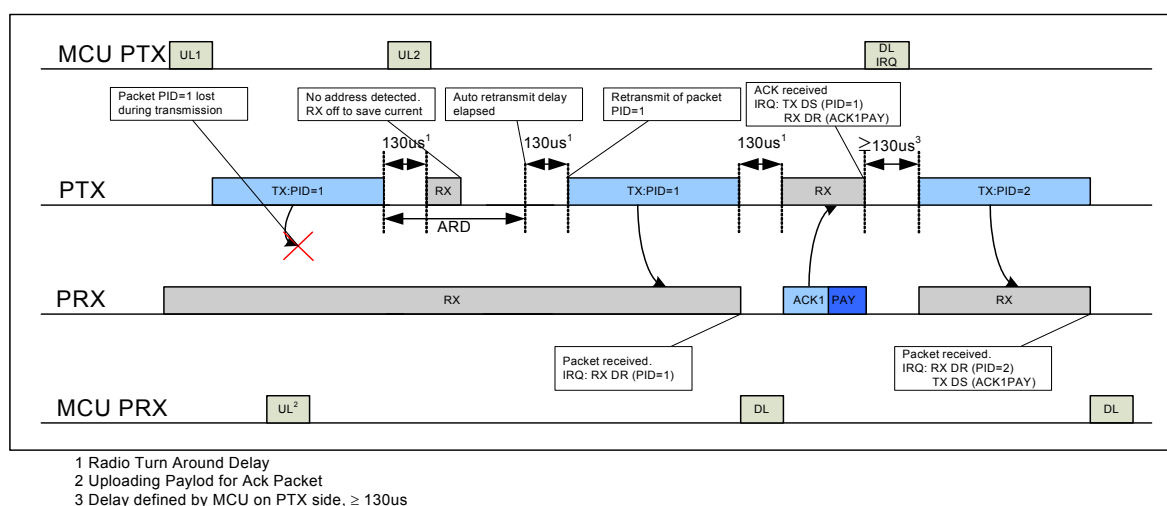 MCU PTX
UL1
UL2
DL
IRQ
Packet PID=1 lost
during transmission
No address detected.
RX off to save current
Auto retransmit delay
elapsed
Retransmit of packet
PID=1
ACK received
IRQ: TX DS (PID=1)
RX DR (ACK1PAY)
130us1
130us1
130us1
≥130us3
PTX
TX:PID=1
RX
TX:PID=1
RX
TX:PID=2
ARD
PRX
RX
ACK1
PAY
RX
Packet received.
IRQ: RX DR (PID=1)
Packet received.
IRQ: RX DR (PID=2)
TX DS (ACK1PAY)
MCU PRX
UL2
DL
DL
1 Radio Turn Around Delay
2 Uploading Paylod for Ack Packet
3 Delay defined by MCU on PTX side, ≥ 130us